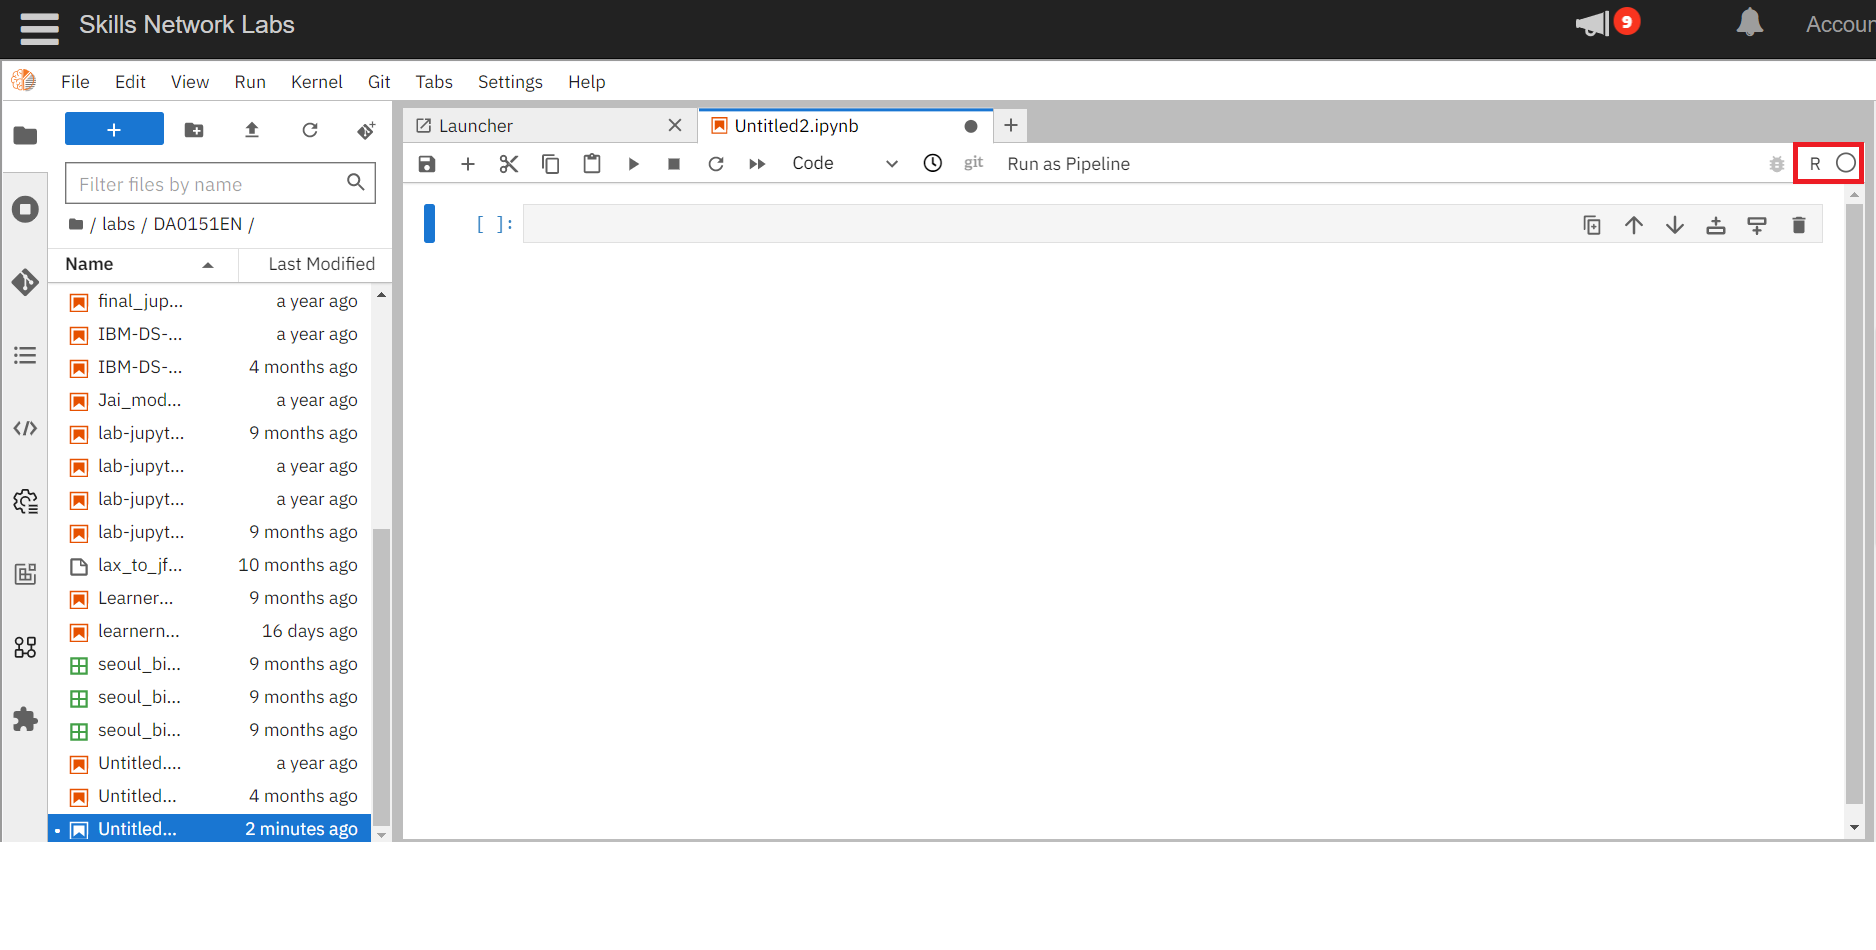 Skills Network Labs 9 Accoun
File Edit View Run Kernel Git Tabs Settings Help
Launcher Untitled2.ipynb
Code git Run as Pipeline R
Filter files by name
/ labs / DA0151EN /
[ ]:
Name Last Modified
final_jup... a year ago
IBM-DS-... a year ago
IBM-DS-... 4 months ago
Jai_mod... a year ago
lab-jupyt... 9 months ago
lab-jupyt... a year ago
lab-jupyt... a year ago
lab-jupyt... 9 months ago
lax_to_jf... 10 months ago
Learner... 9 months ago
learnern... 16 days ago
seoul_bi... 9 months ago
seoul_bi... 9 months ago
seoul_bi... 9 months ago
Untitled.... a year ago
Untitled... 4 months ago
Untitled... 2 minutes ago